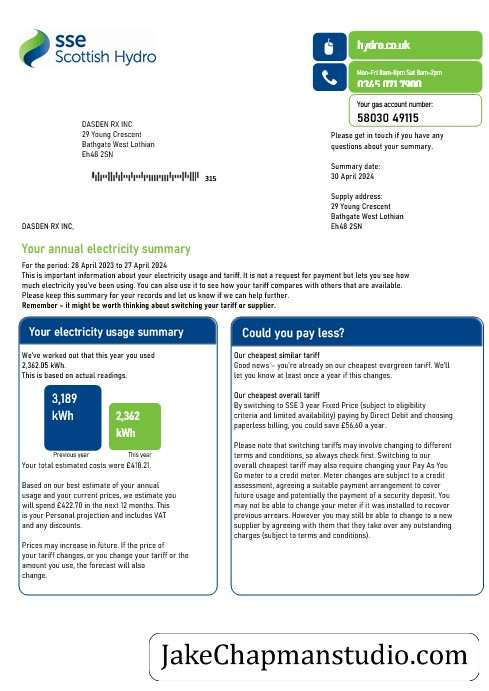 sse
Scottish Hydro
hydro.co.uk
Mon-Fri 8am-8pm Sat 8am-2pm
0345 071 7900
Your gas account number:
58030 49115
DASDEN RX INC
29 Young Crescent
Bathgate West Lothian
Eh48 2SN
315
Please get in touch if you have any
questions about your summary.
Summary date:
30 April 2024
Supply address:
29 Young Crescent
Bathgate West Lothian
Eh48 2SN
DASDEN RX INC,
Your annual electricity summary
For the period: 28 April 2023 to 27 April 2024
This is important information about your electricity usage and tariff. It is not a request for payment but lets you see how
much electricity you've been using. You can also use it to see how your tariff compares with others that are available.
Please keep this summary for your records and let us know if we can help further.
Remember – it might be worth thinking about switching your tariff or supplier.
Your electricity usage summary
We've worked out that this year you used
2,362.05 kWh.
This is based on actual readings.
3,189
kWh
2,362
kWh
Previous year
This year
Your total estimated costs were £418.21.
Based on our best estimate of your annual
usage and your current prices, we estimate you
will spend £422.70 in the next 12 months. This
is your Personal projection and includes VAT
and any discounts.
Prices may increase in future. If the price of
your tariff changes, or you change your tariff or the
amount you use, the forecast will also
change.
Could you pay less?
Our cheapest similar tariff
Good news – you're already on our cheapest evergreen tariff. We'll
let you know at least once a year if this changes.
Our cheapest overall tariff
By switching to SSE 3 year Fixed Price (subject to eligibility
criteria and limited availability) paying by Direct Debit and choosing
paperless billing, you could save £56.60 a year.
Please note that switching tariffs may involve changing to different
terms and conditions, so always check first. Switching to our
overall cheapest tariff may also require changing your Pay As You
Go meter to a credit meter. Meter changes are subject to a credit
assessment, agreeing a suitable payment arrangement to cover
future usage and potentially the payment of a security deposit. You
may not be able to change your meter if it was installed to recover
previous arrears. However you may still be able to change to a new
supplier by agreeing with them that they take over any outstanding
charges (subject to terms and conditions).
JakeChapmanstudio.com